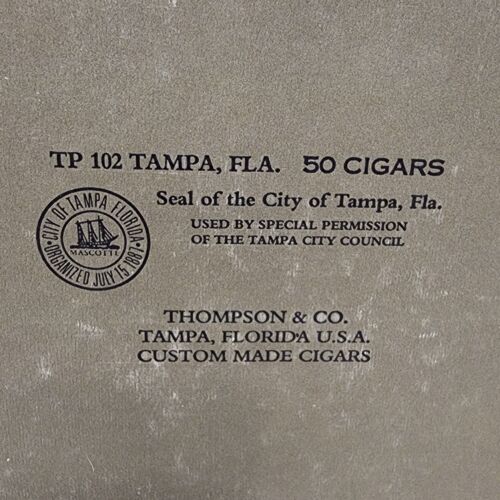 TP 102 TAMPA, FLA. 50 CIGARS
Seal of the City of Tampa, Fla.
USED BY SPECIAL PERMISSION
OF THE TAMPA CITY COUNCIL
CITY OF TAMPA FLORIDA
MASCOTTE
ORGANIZED JULY 15 1887
THOMPSON & CO.
TAMPA, FLORIDA U.S.A.
CUSTOM MADE CIGARS